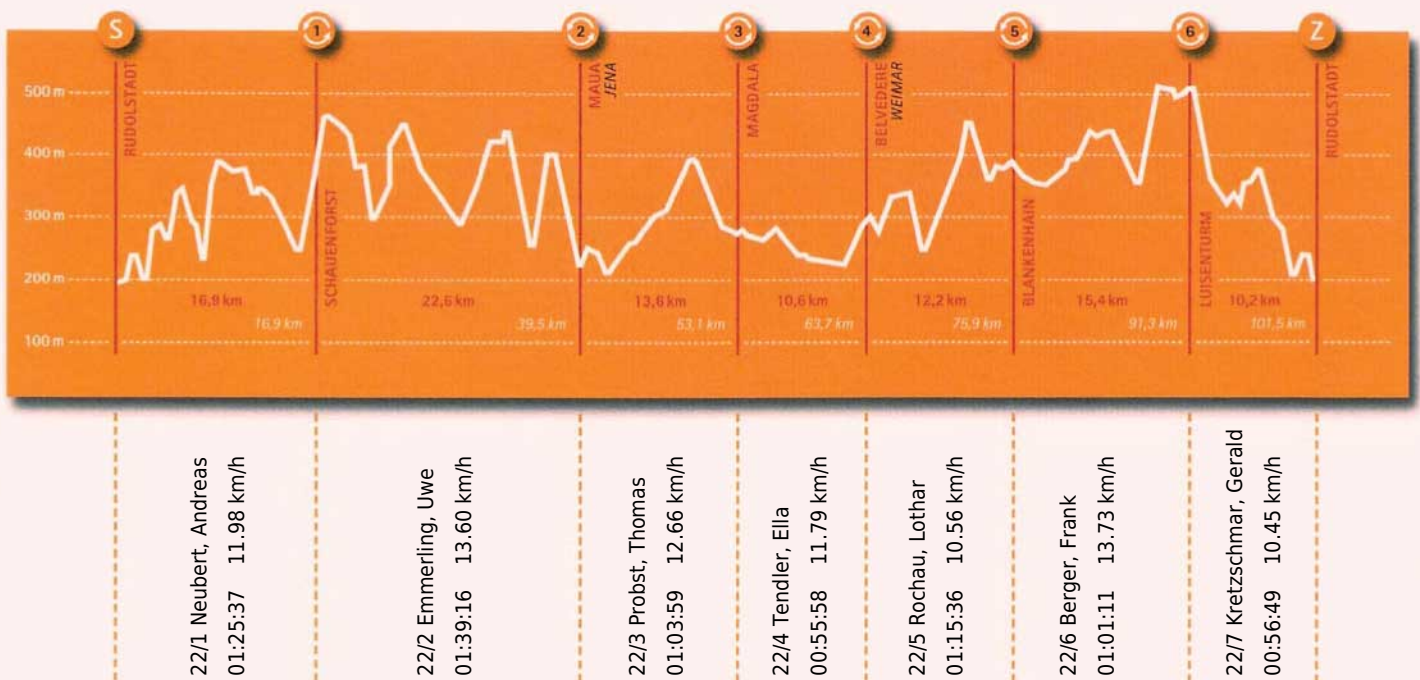 S
1
2
3
4
5
6
Z
RUDOLSTADT
SCHAUENFORST
MAUA
JENA
MAGDALA
BELVEDERE
WEIMAR
BLANKENHAIN
LUISENTURM
RUDOLSTADT
500 m
400 m
300 m
200 m
100 m
16,9 km
22,6 km
13,6 km
10,6 km
12,2 km
15,4 km
10,2 km
16,9 km
39,5 km
53,1 km
63,7 km
75,9 km
91,3 km
101,5 km
22/1 Neubert, Andreas
01:25:37 11.98 km/h
22/2 Emmerling, Uwe
01:39:16 13.60 km/h
22/3 Probst, Thomas
01:03:59 12.66 km/h
22/4 Tendler, Ella
00:55:58 11.79 km/h
22/5 Rochau, Lothar
01:15:36 10.56 km/h
22/6 Berger, Frank
01:01:11 13.73 km/h
22/7 Kretzschmar, Gerald
00:56:49 10.45 km/h